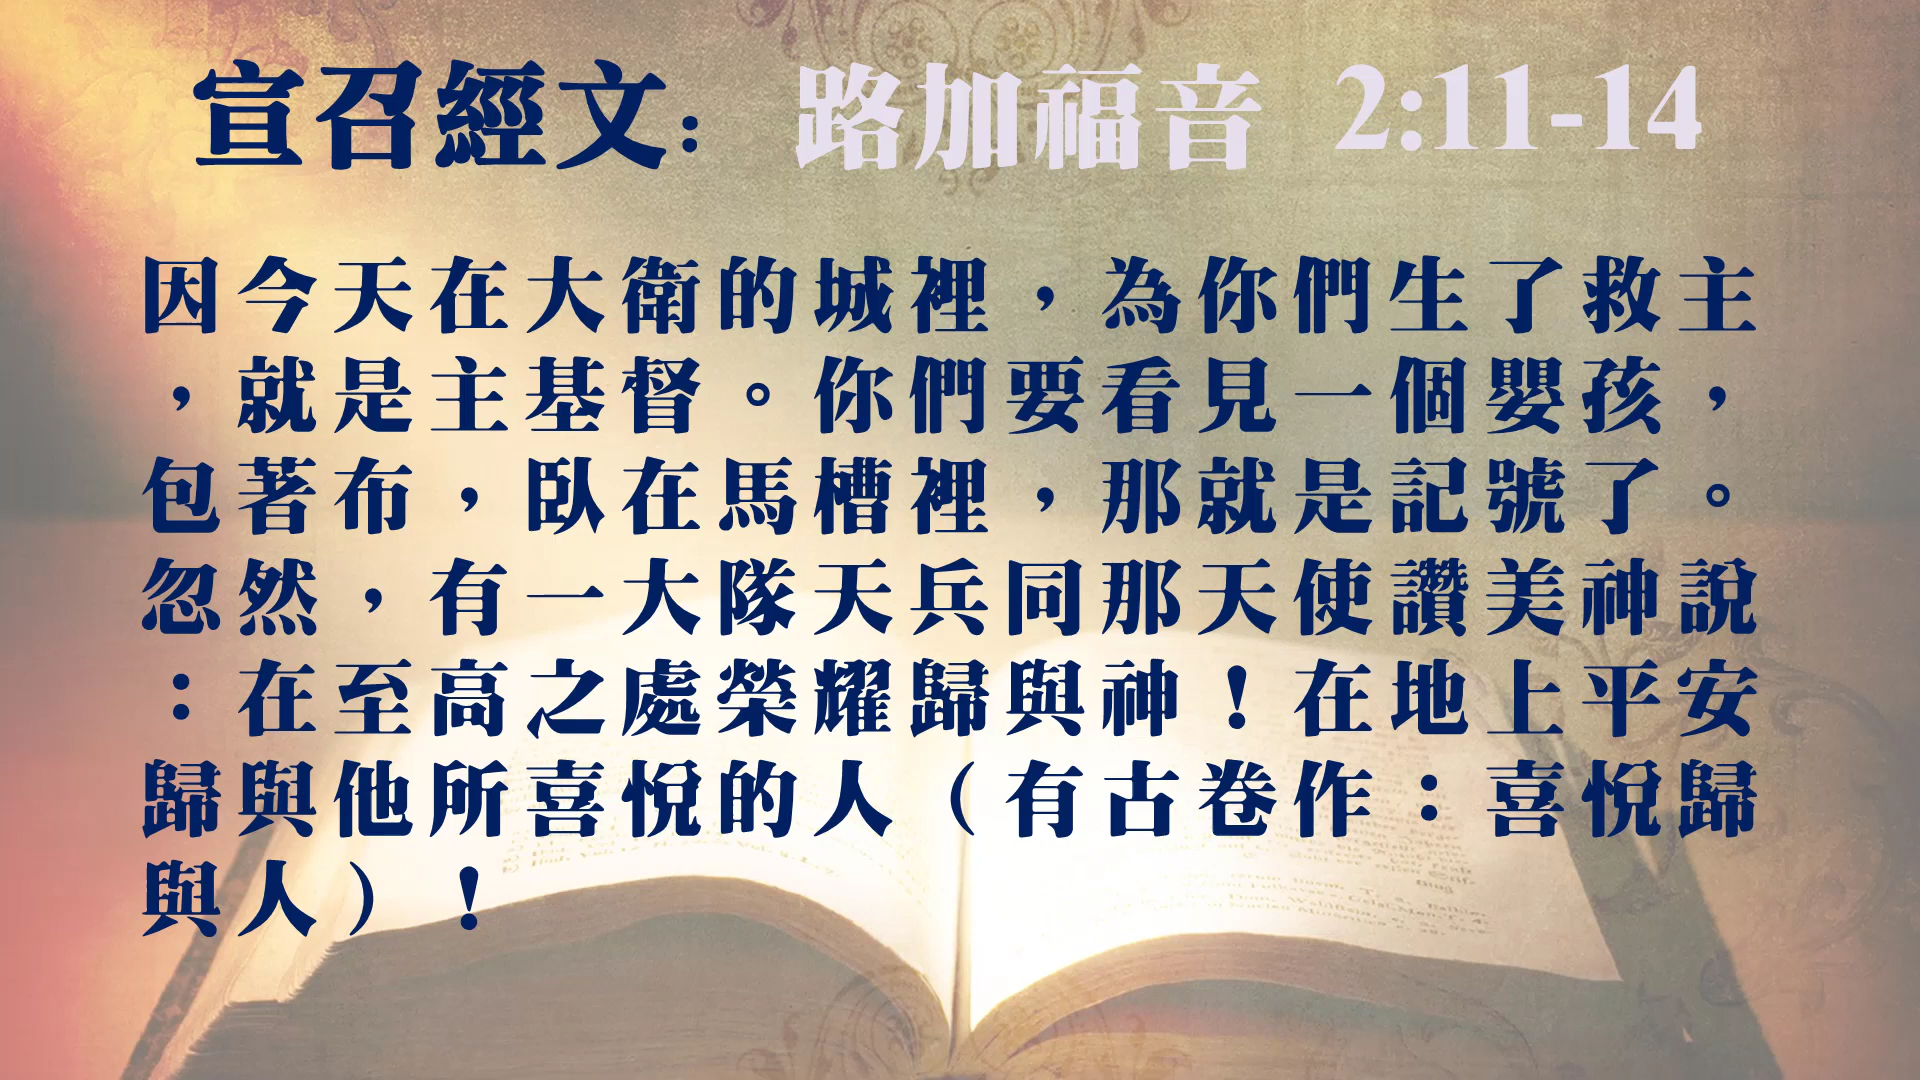 宣召經文： 路加福音 2:11-14
因今天在大衛的城裡，為你們生了救主
，就是主基督。你們要看見一個嬰孩，
包著布，臥在馬槽裡，那就是記號了。
忽然，有一大隊天兵同那天使讚美神說
：在至高之處榮耀歸與神！在地上平安
歸與他所喜悅的人（有古卷作：喜悅歸
與人）！